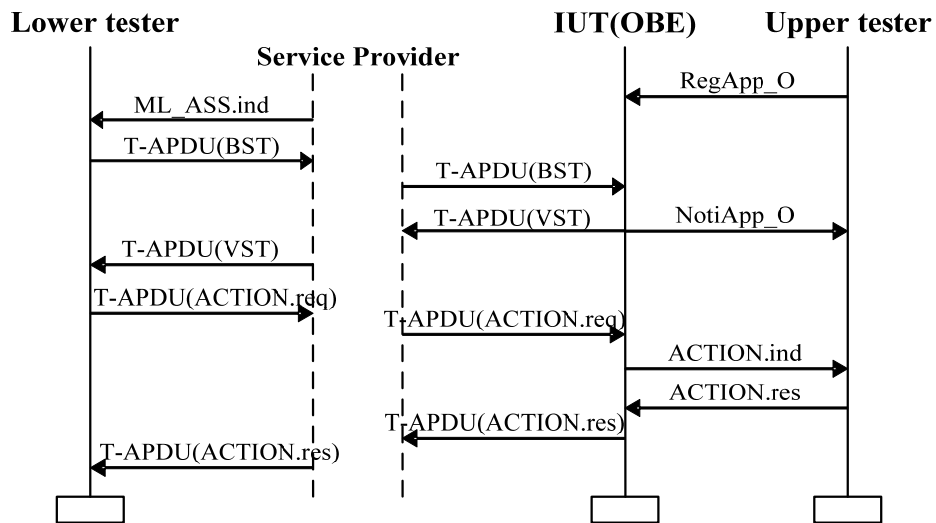 Lower tester
IUT(OBE)
Upper tester
Service Provider
RegApp_O
ML_ASS.ind
T-APDU(BST)
T-APDU(BST)
T-APDU(VST)
NotiApp_O
T-APDU(VST)
T-APDU(ACTION.req)
T-APDU(ACTION.req)
ACTION.ind
ACTION.res
T-APDU(ACTION.res)
T-APDU(ACTION.res)